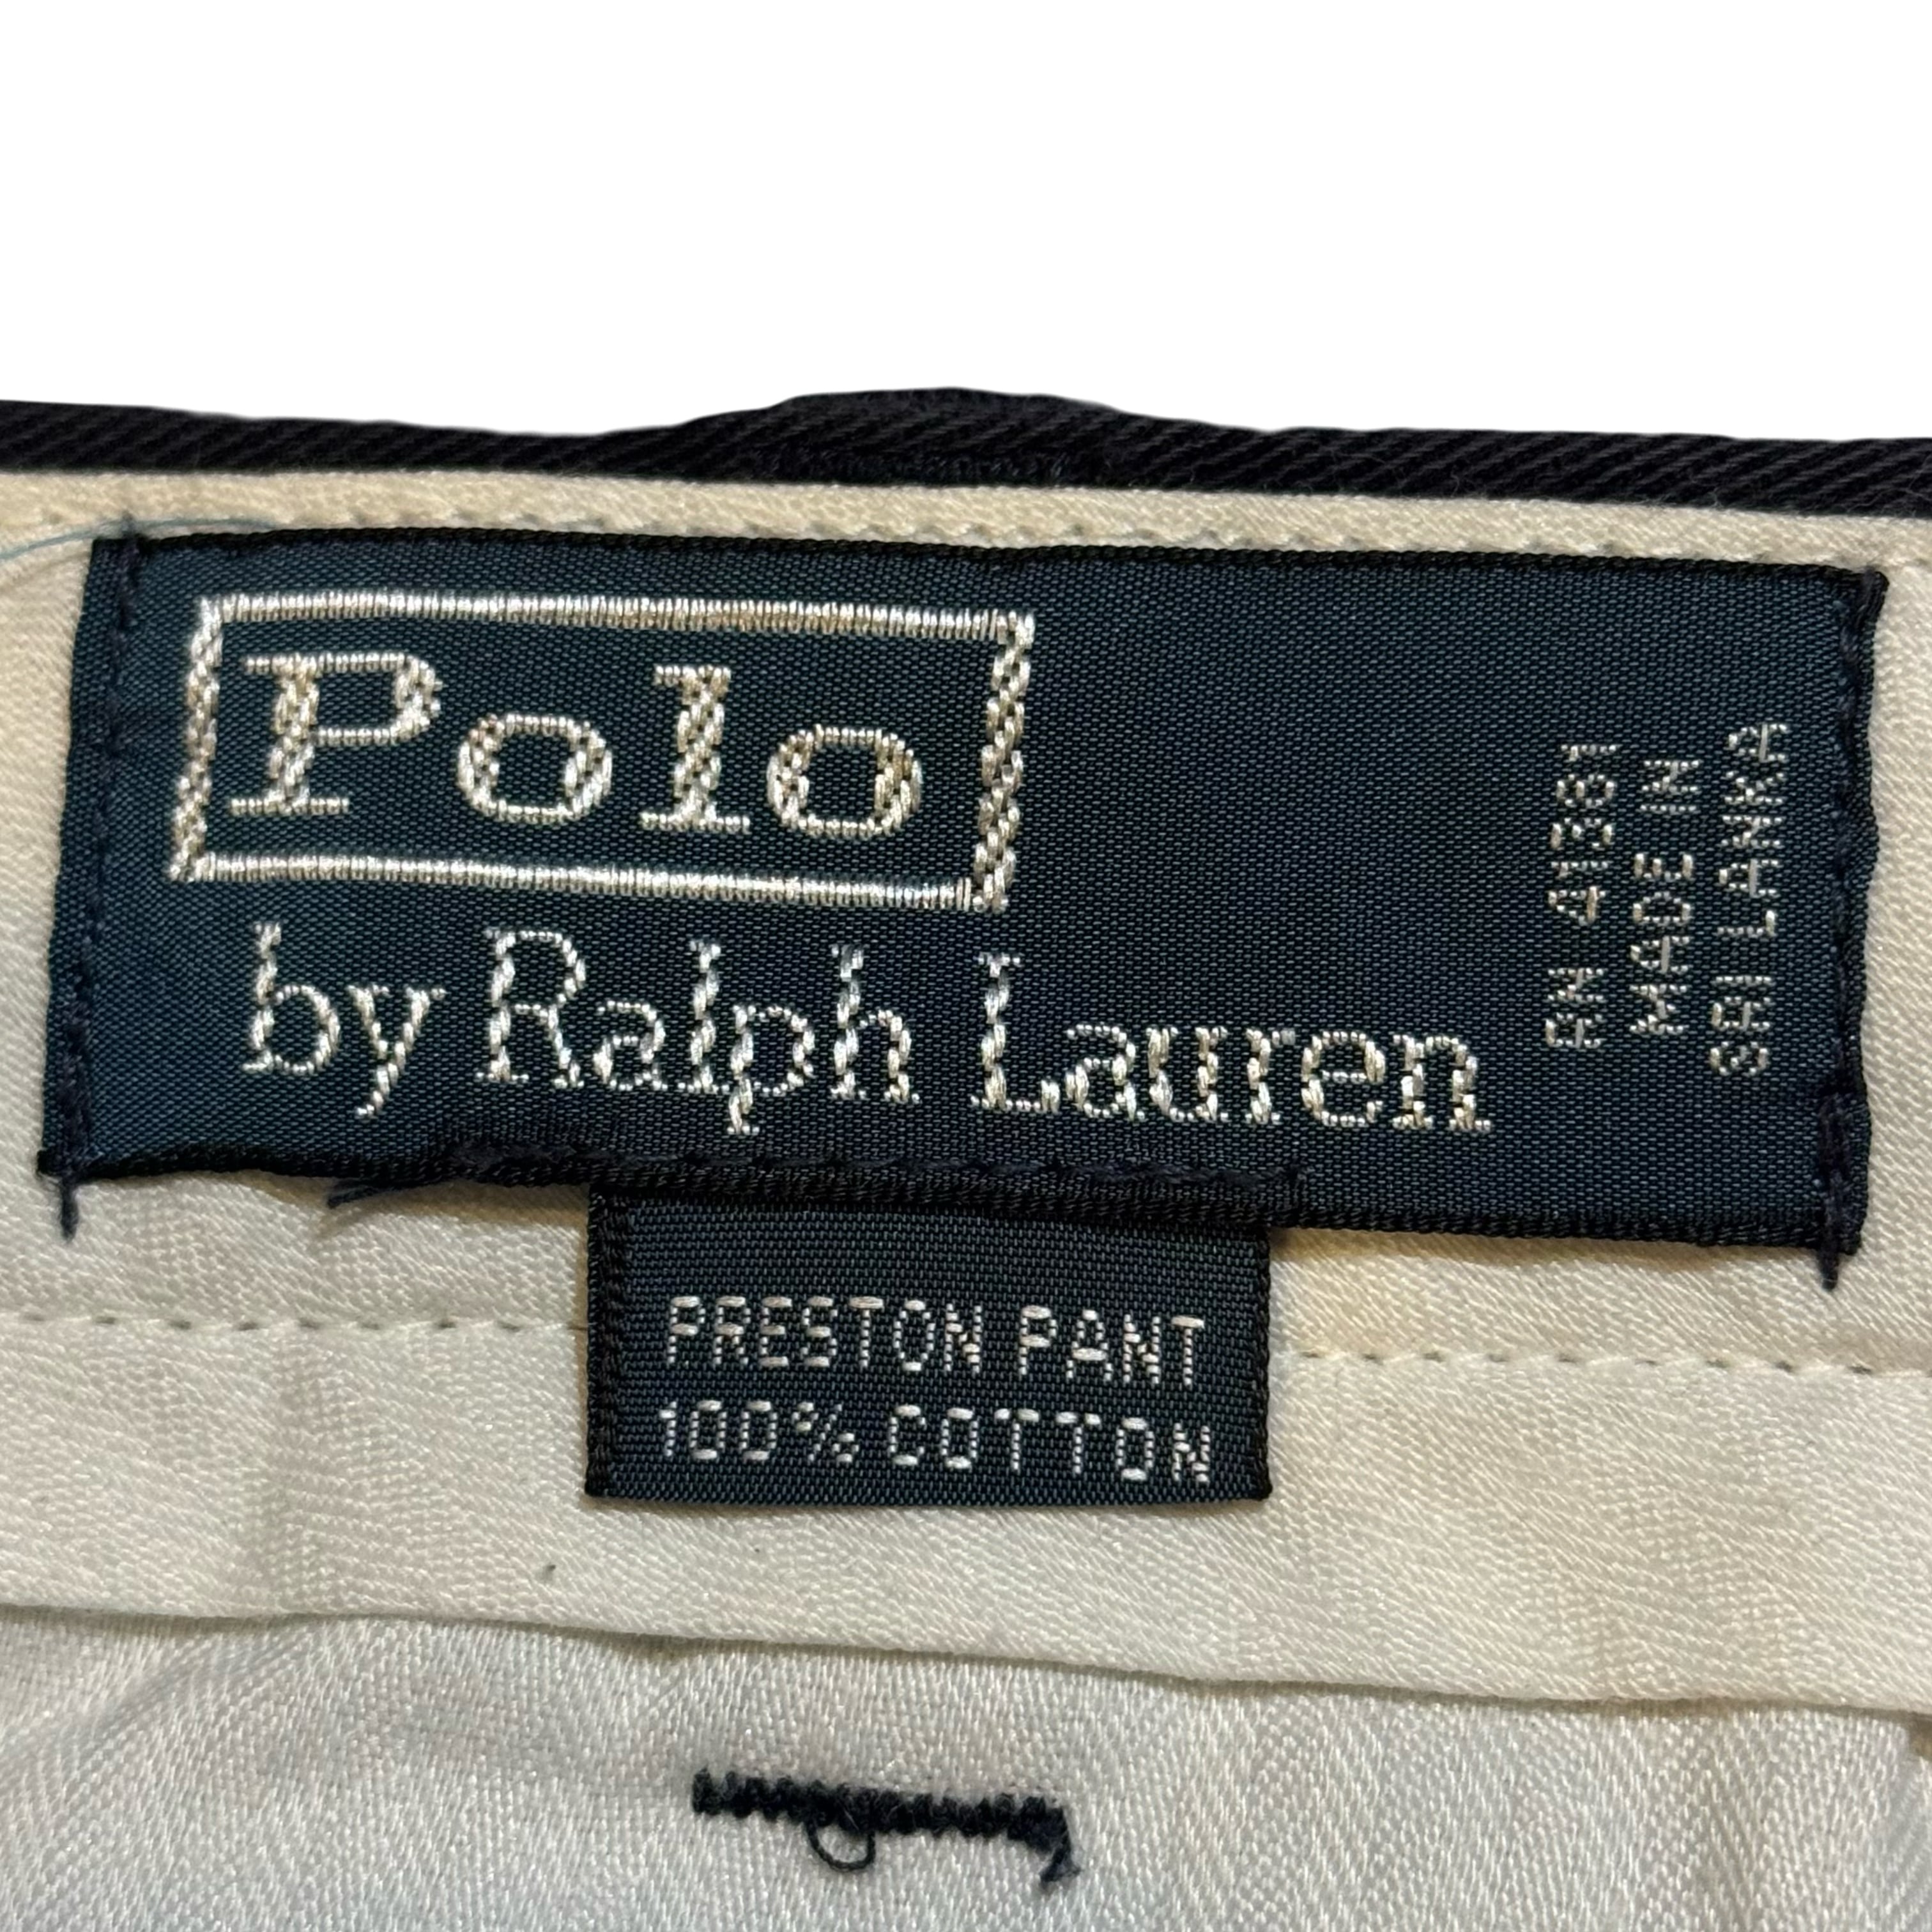 Polo
by Ralph Lauren
RN 41381
MADE IN
SRI LANKA
PRESTON PANT
100% COTTON